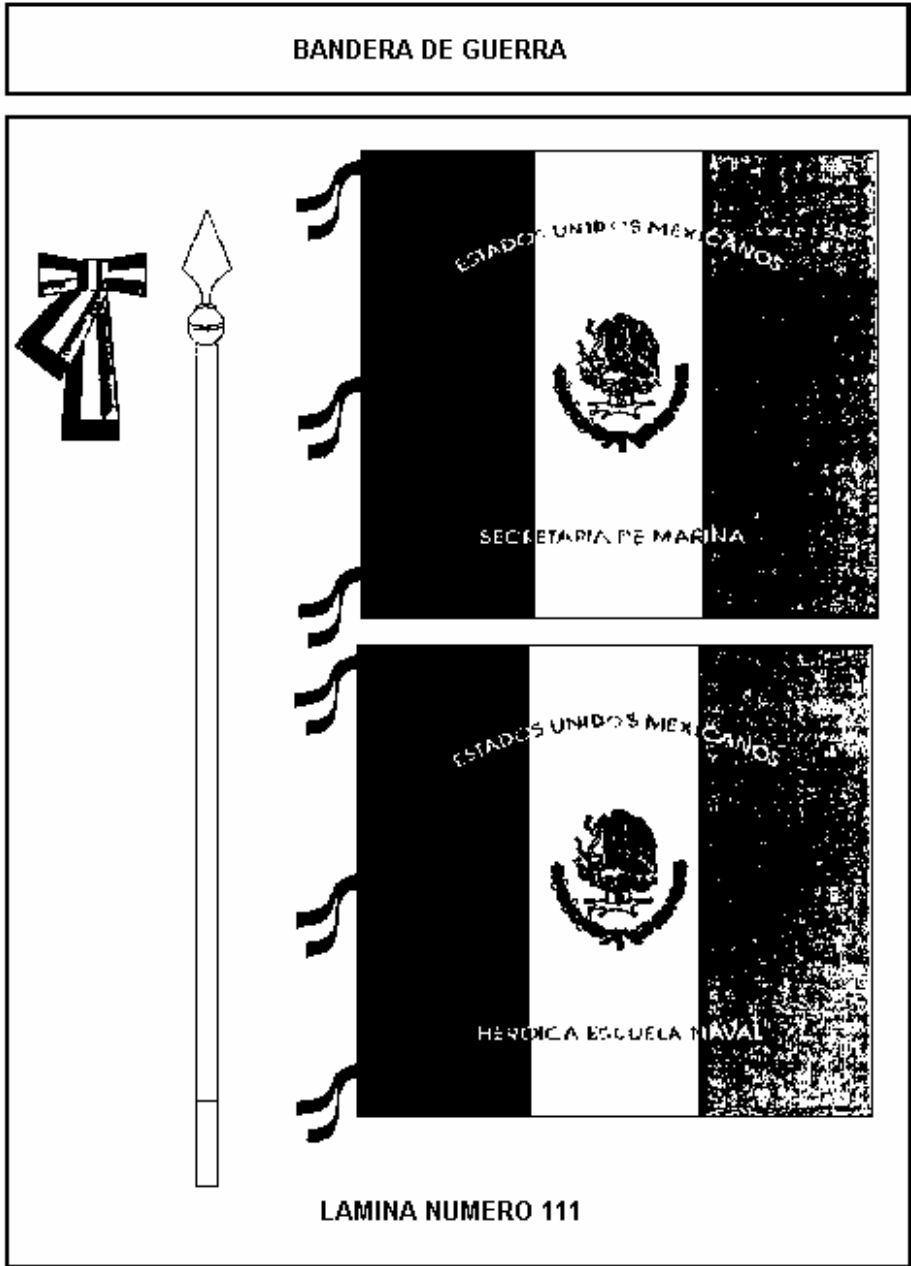 BANDERA DE GUERRA
ESTADOS UNIDOS MEXICANOS
SECRETARIA DE MARINA
ESTADOS UNIDOS MEXICANOS
HEROICA ESCUELA NAVAL
LAMINA NUMERO 111